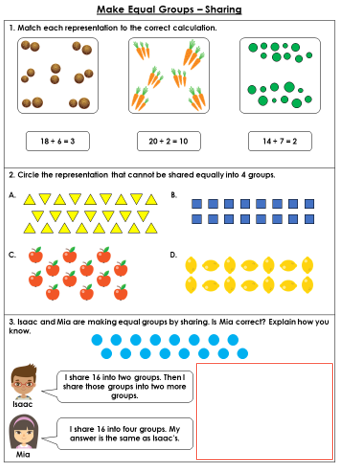 Make Equal Groups – Sharing
1. Match each representation to the correct calculation.
18 ÷ 6 = 3
20 ÷ 2 = 10
14 ÷ 7 = 2
2. Circle the representation that cannot be shared equally into 4 groups.
A.
B.
C.
D.
3. Isaac and Mia are making equal groups by sharing. Is Mia correct? Explain how you
know.
I share 16 into two groups. Then I
share those groups into two more
groups.
Isaac
I share 16 into four groups. My
answer is the same as Isaac's.
Mia